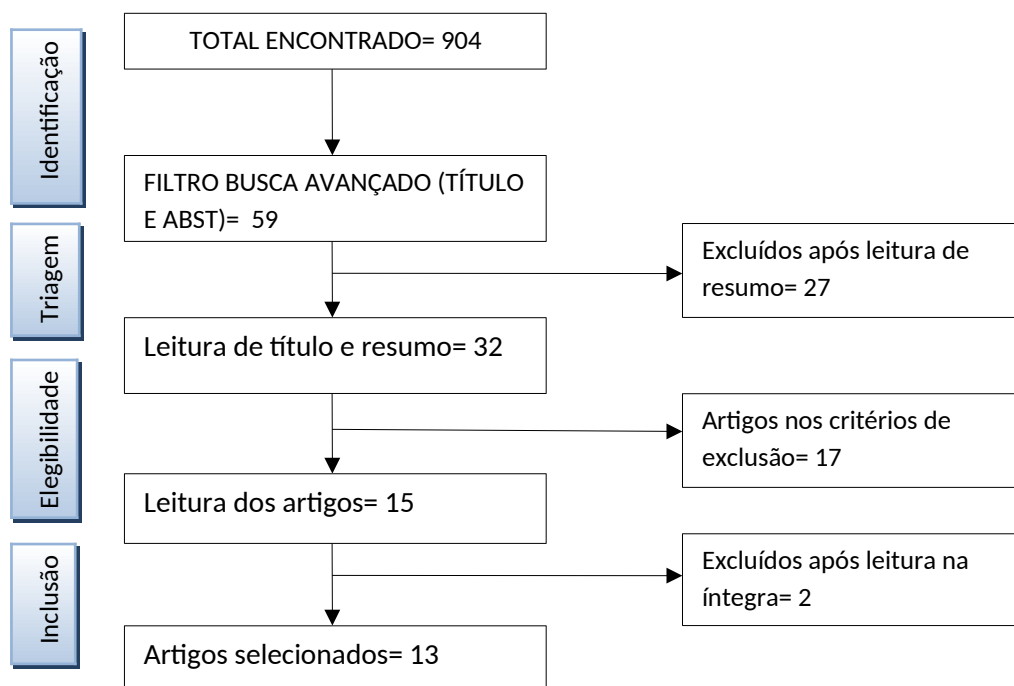 Identificação
TOTAL ENCONTRADO= 904
FILTRO BUSCA AVANÇADO (TÍTULO
E ABST)=  59
Triagem
Excluídos após leitura de
resumo= 27
Leitura de título e resumo= 32
Elegibilidade
Artigos nos critérios de
exclusão= 17
Leitura dos artigos= 15
Inclusão
Excluídos após leitura na
íntegra= 2
Artigos selecionados= 13